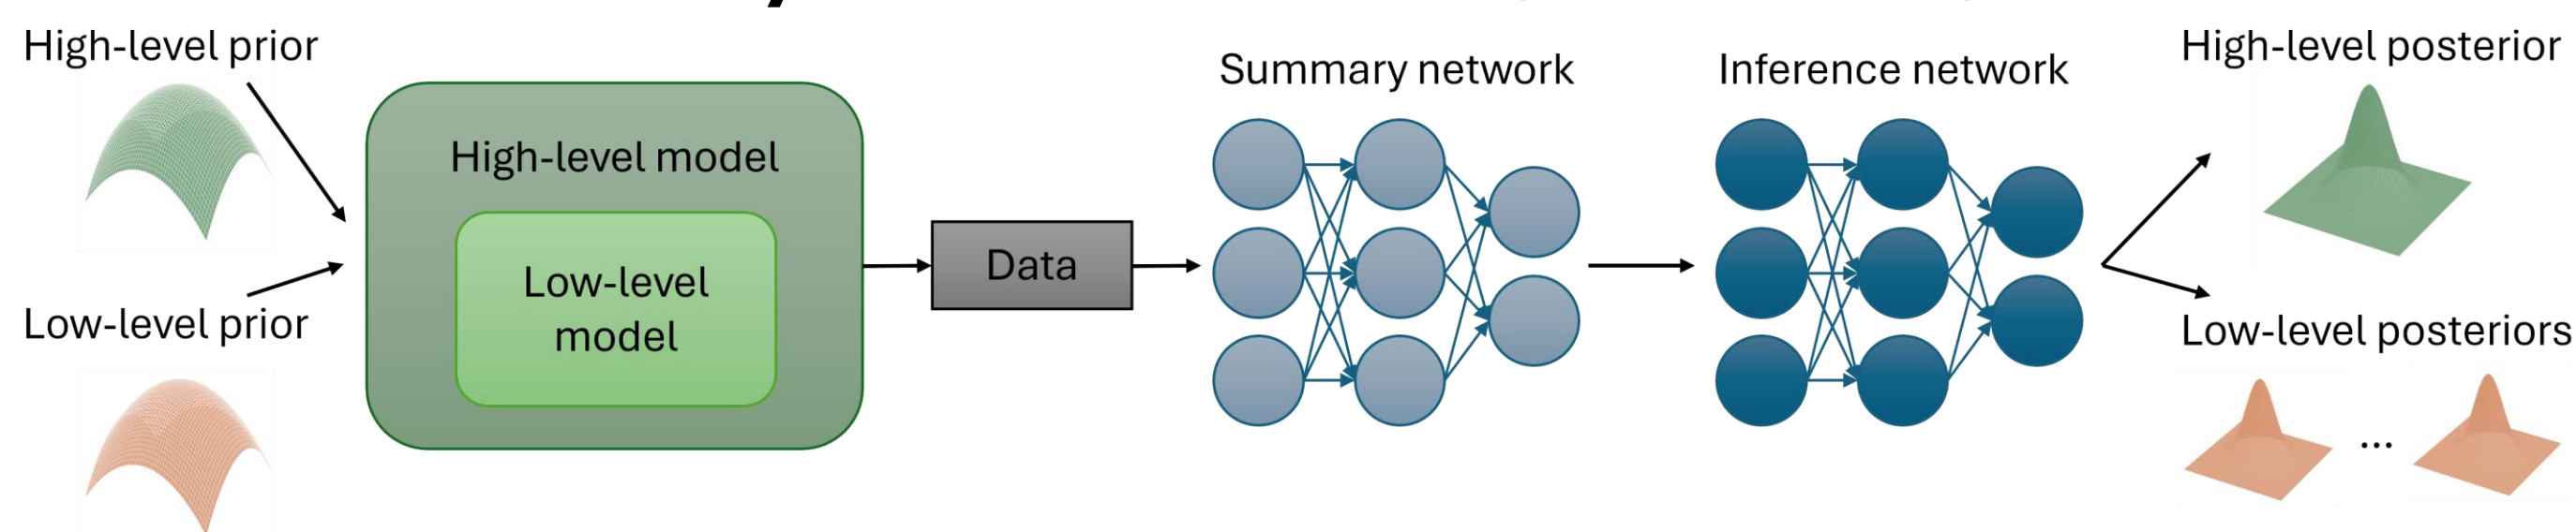 High-level prior
Low-level prior
High-level model
Low-level
model
Data
Summary network
Inference network
High-level posterior
Low-level posteriors
...